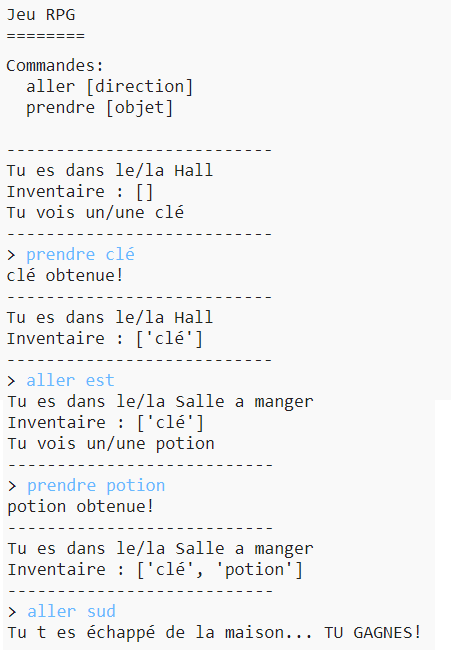 Jeu RPG
========
Commandes:
  aller [direction]
  prendre [objet]

---------------------------
Tu es dans le/la Hall
Inventaire : []
Tu vois un/une clé
---------------------------
> prendre clé
clé obtenue!
---------------------------
Tu es dans le/la Hall
Inventaire : ['clé']
---------------------------
> aller est
Tu es dans le/la Salle a manger
Inventaire : ['clé']
Tu vois un/une potion
---------------------------
> prendre potion
potion obtenue!
---------------------------
Tu es dans le/la Salle a manger
Inventaire : ['clé', 'potion']
---------------------------
> aller sud
Tu t es échappé de la maison... TU GAGNES!